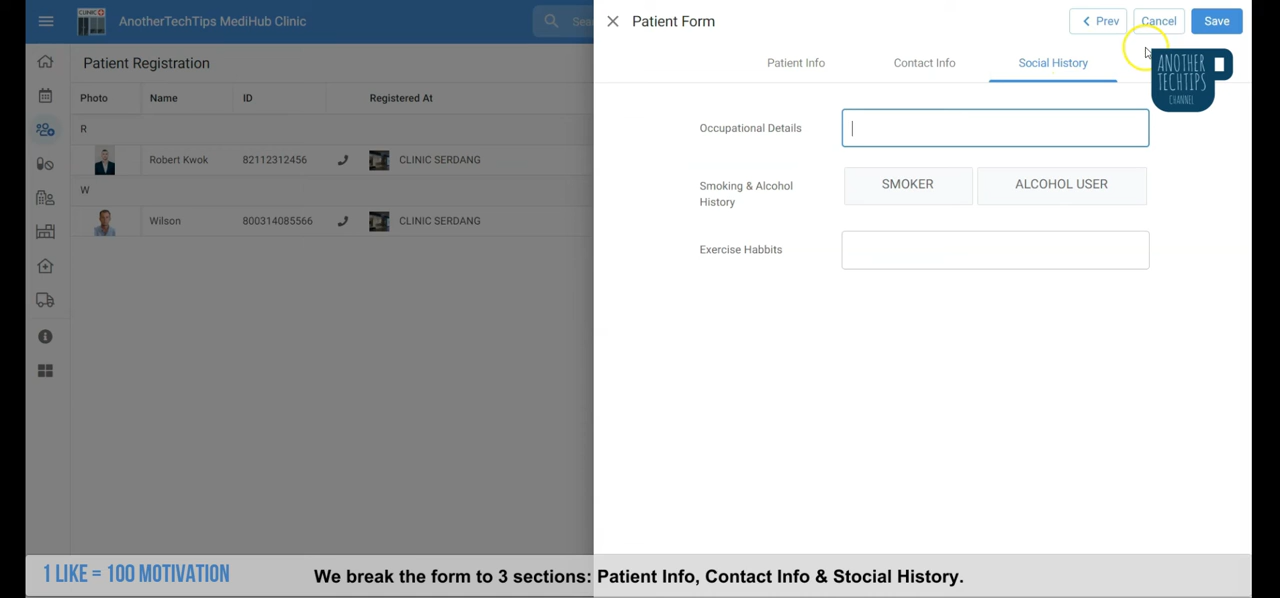 AnotherTechTips MediHub Clinic
Patient Registration
Photo Name ID Registered At
R
Robert Kwok 82112312456 CLINIC SERDANG
W
Wilson 800314085566 CLINIC SERDANG
Patient Form
Prev Cancel Save
Patient Info Contact Info Social History
Occupational Details
Smoking & Alcohol
History
SMOKER ALCOHOL USER
Exercise Habbits
ANOTHER
TECHTIPS
CHANNEL
1 LIKE = 100 MOTIVATION
We break the form to 3 sections: Patient Info, Contact Info & Stocial History.